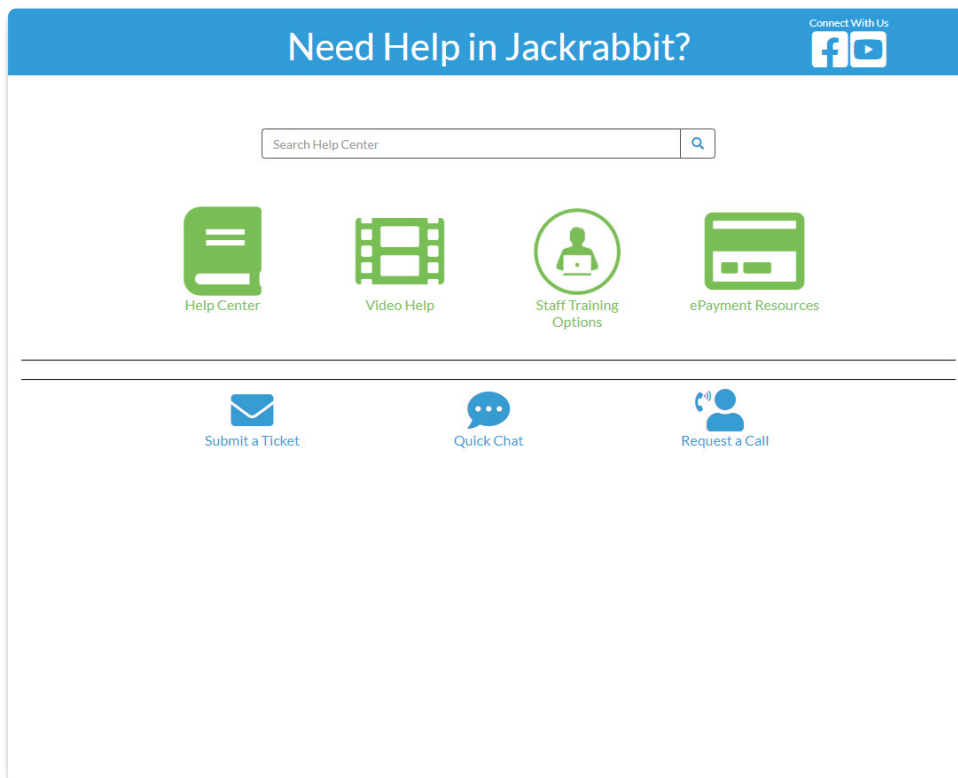 Connect With Us
Need Help in Jackrabbit?
Search Help Center
Help Center
Video Help
Staff Training
Options
ePayment Resources
Submit a Ticket
Quick Chat
Request a Call